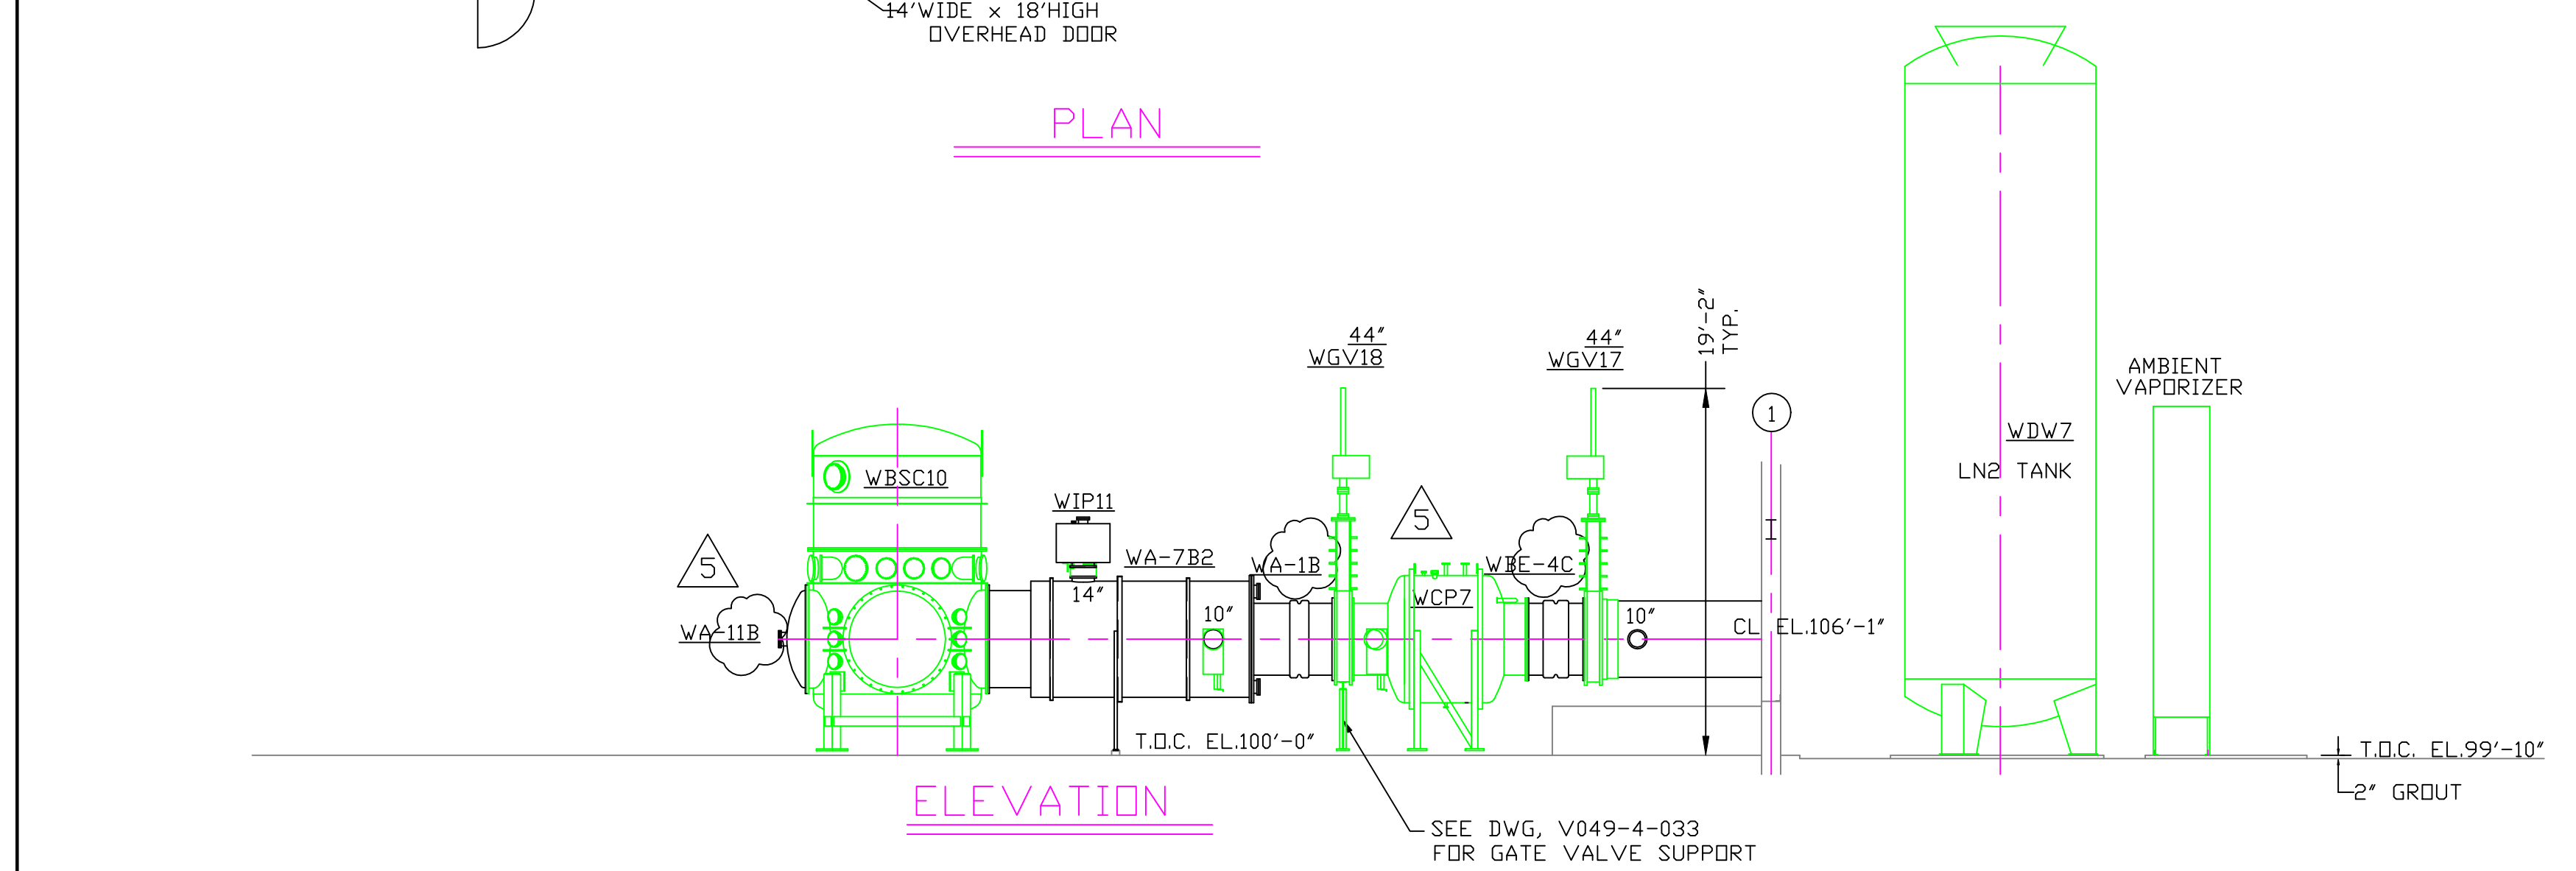 14'WIDE x 18'HIGH
OVERHEAD DOOR
PLAN
44"
WGV18
44"
WGV17
19'-2"
TYP.
1
AMBIENT
VAPORIZER
WDW7
LN2 TANK
WBSC10
WIP11
5
5
WA-7B2
WA-1B
WBE-4C
14"
WCP7
10"
10"
WA-11B
CL EL.106'-1"
T.O.C. EL.100'-0"
T.O.C. EL.99'-10"
2" GROUT
ELEVATION
SEE DWG, V049-4-033
FOR GATE VALVE SUPPORT